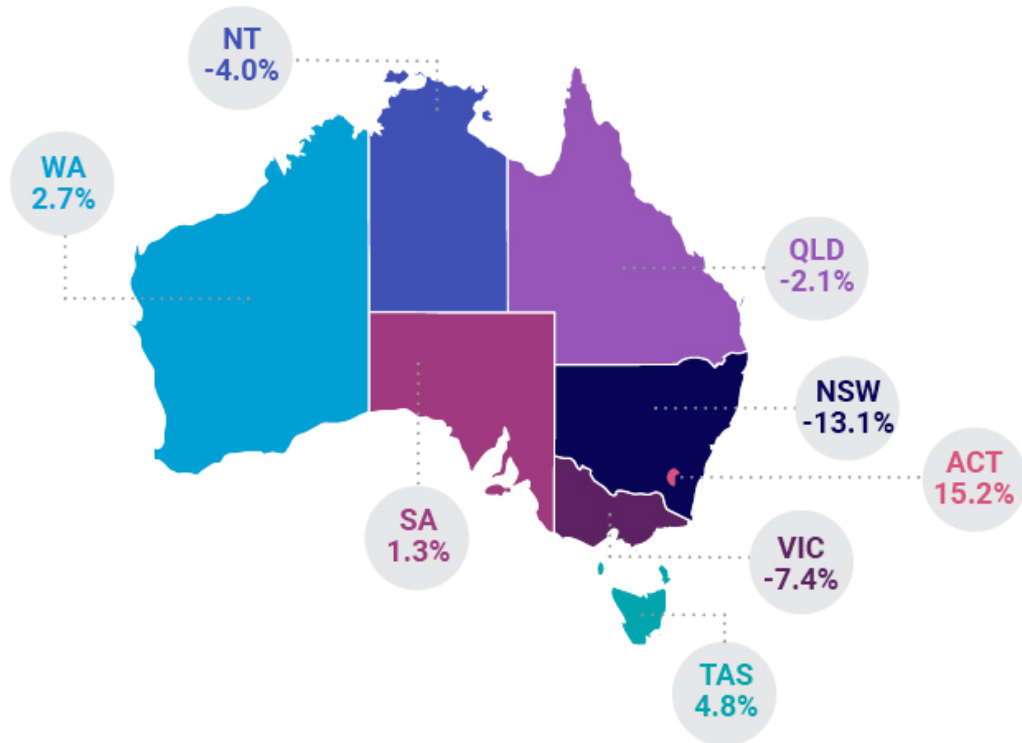 NT
-4.0%
WA
2.7%
QLD
-2.1%
NSW
-13.1%
ACT
15.2%
SA
1.3%
VIC
-7.4%
TAS
4.8%